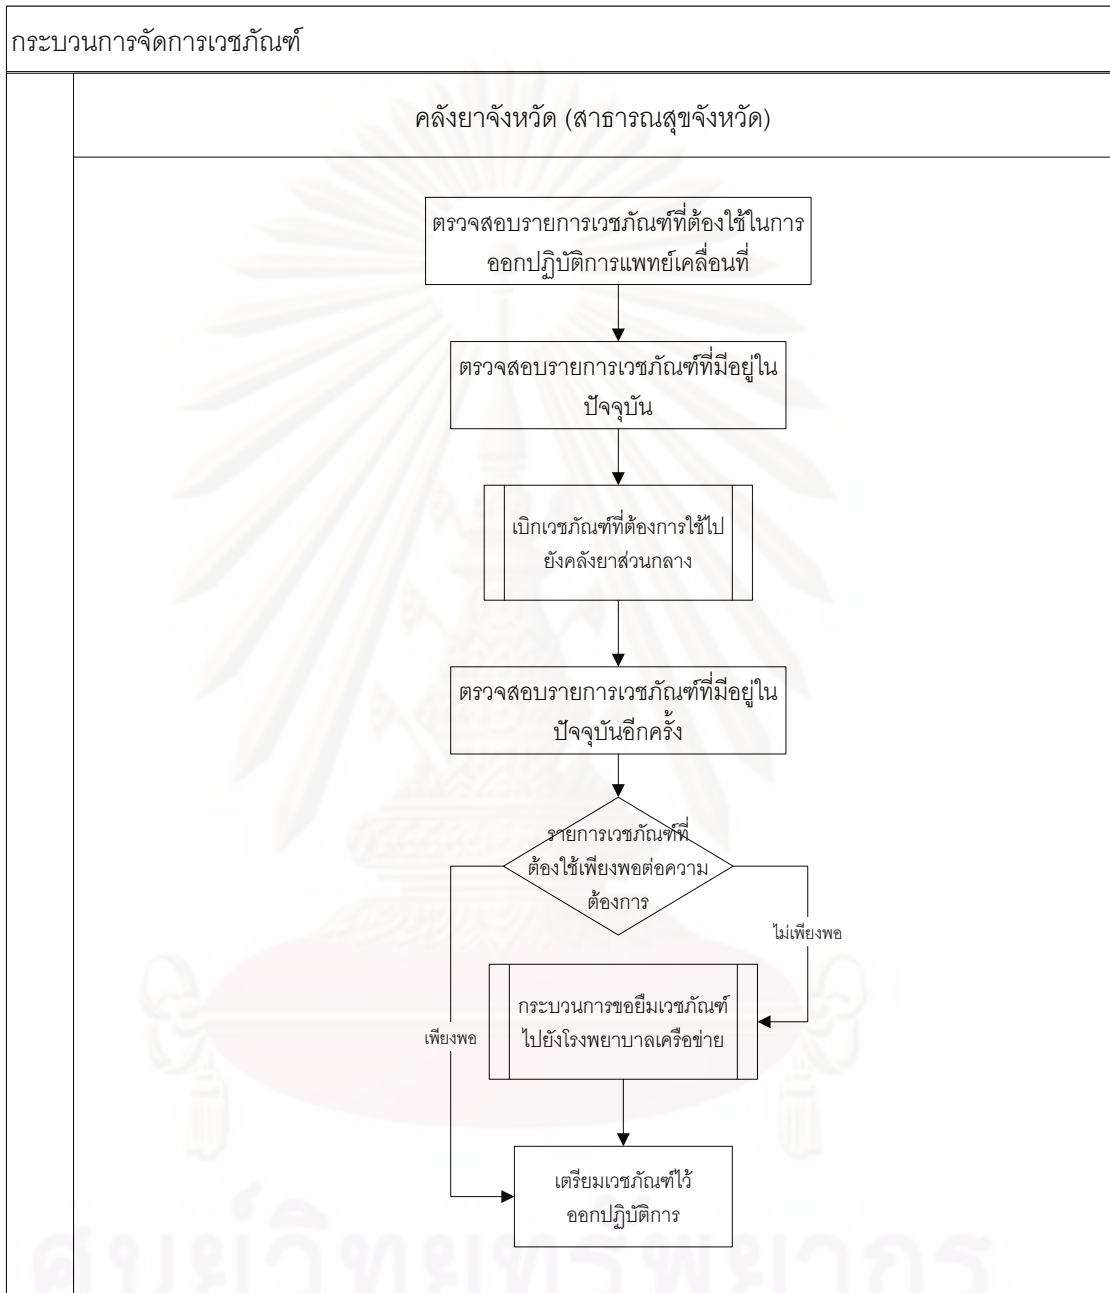 กระบวนการจัดการเวชภัณฑ์
คลังยาจังหวัด (สาธารณสุขจังหวัด)
ตรวจสอบรายการเวชภัณฑ์ที่ต้องใช้ในการ
ออกปฏิบัติการแพทย์เคลื่อนที่
ตรวจสอบรายการเวชภัณฑ์ที่มีอยู่ใน
ปัจจุบัน
เบิกเวชภัณฑ์ที่ต้องการใช้ไป
ยังคลังยาส่วนกลาง
ตรวจสอบรายการเวชภัณฑ์ที่มีอยู่ใน
ปัจจุบันอีกครั้ง
รายการเวชภัณฑ์ที่
ต้องใช้เพียงพอต่อความ
ต้องการ
ไม่เพียงพอ
กระบวนการขอยืมเวชภัณฑ์
ไปยังโรงพยาบาลเครือข่าย
เพียงพอ
เตรียมเวชภัณฑ์ไว้
ออกปฏิบัติการ
ศูนย์วิทยทรัพยากร